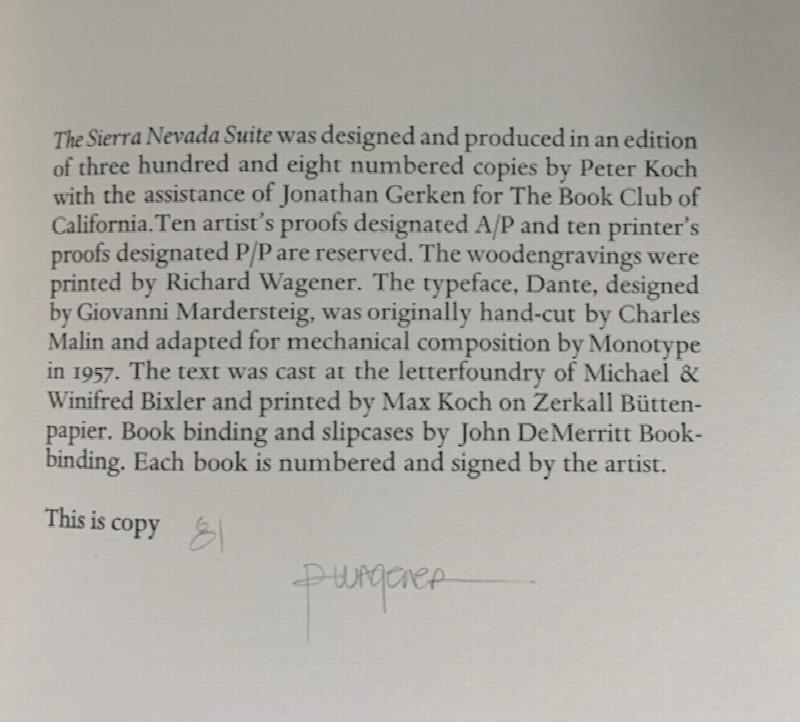 The Sierra Nevada Suite was designed and produced in an edition
of three hundred and eight numbered copies by Peter Koch
with the assistance of Jonathan Gerken for The Book Club of
California. Ten artist's proofs designated A/P and ten printer's
proofs designated P/P are reserved. The woodengravings were
printed by Richard Wagener. The typeface, Dante, designed
by Giovanni Mardersteig, was originally hand-cut by Charles
Malin and adapted for mechanical composition by Monotype
in 1957. The text was cast at the letterfoundry of Michael &
Winifred Bixler and printed by Max Koch on Zerkall Bütten-
papier. Book binding and slipcases by John DeMerritt Book-
binding. Each book is numbered and signed by the artist.
This is copy 81
RWagener